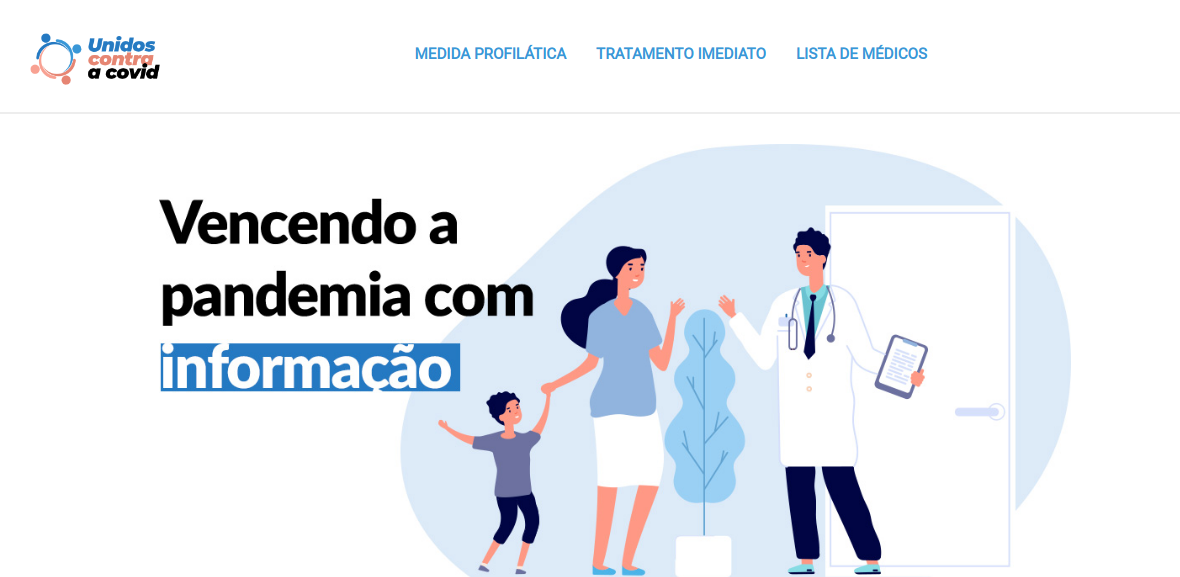 Unidos
contra
a covid
MEDIDA PROFILÁTICA TRATAMENTO IMEDIATO LISTA DE MÉDICOS
Vencendo a
pandemia com
informação